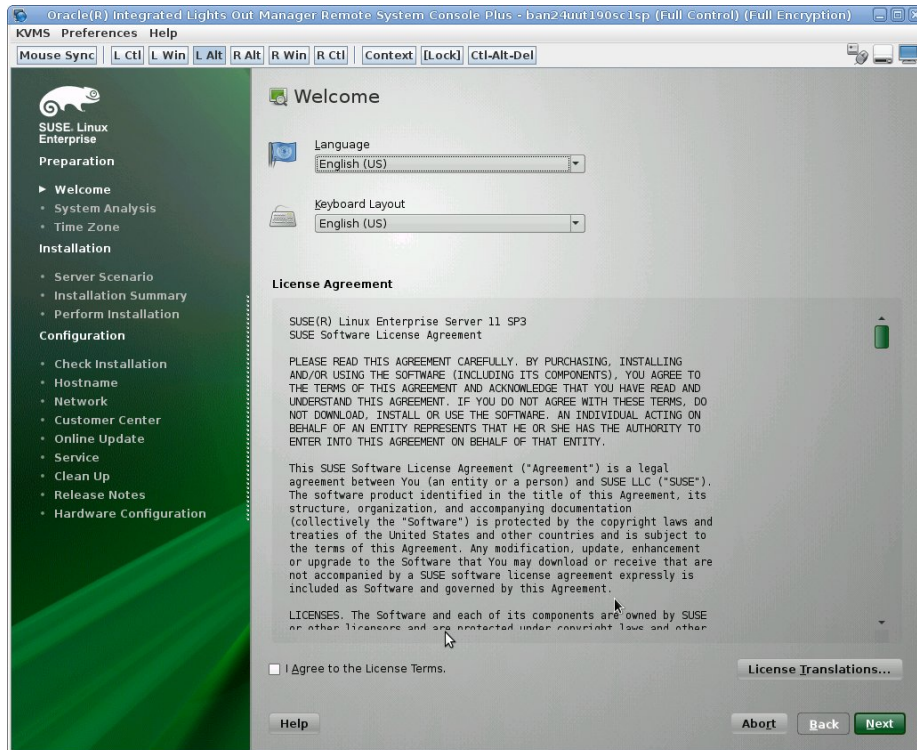 Oracle(R) Integrated Lights Out Manager Remote System Console Plus - ban24uut190sc1sp (Full Control) (Full Encryption)
KVMS Preferences Help
Mouse Sync L Ctl L Win L Alt R Alt R Win R Ctl Context [Lock] Ctl-Alt-Del
SUSE. Linux
Enterprise
Preparation
Welcome
System Analysis
Time Zone
Installation
Server Scenario
Installation Summary
Perform Installation
Configuration
Check Installation
Hostname
Network
Customer Center
Online Update
Service
Clean Up
Release Notes
Hardware Configuration
Welcome
Language
English (US)
Keyboard Layout
English (US)
License Agreement
SUSE(R) Linux Enterprise Server 11 SP3
SUSE Software License Agreement
PLEASE READ THIS AGREEMENT CAREFULLY. BY PURCHASING, INSTALLING
AND/OR USING THE SOFTWARE (INCLUDING ITS COMPONENTS), YOU AGREE TO
THE TERMS OF THIS AGREEMENT AND ACKNOWLEDGE THAT YOU HAVE READ AND
UNDERSTAND THIS AGREEMENT. IF YOU DO NOT AGREE WITH THESE TERMS, DO
NOT DOWNLOAD, INSTALL OR USE THE SOFTWARE. AN INDIVIDUAL ACTING ON
BEHALF OF AN ENTITY REPRESENTS THAT HE OR SHE HAS THE AUTHORITY TO
ENTER INTO THIS AGREEMENT ON BEHALF OF THAT ENTITY.
This SUSE Software License Agreement ("Agreement") is a legal
agreement between You (an entity or a person) and SUSE LLC ("SUSE").
The software product identified in the title of this Agreement, its
structure, organization, and accompanying documentation
(collectively the "Software") is protected by the copyright laws and
treaties of the United States and other countries and is subject to
the terms of this Agreement. Any modification, update, enhancement
or upgrade to the Software that You may download or receive that are
not accompanied by a SUSE software license agreement expressly is
included as Software and governed by this Agreement.
LICENSES. The Software and each of its components are owned by SUSE
or other licensors and are protected under copyright laws and other
I Agree to the License Terms.
License Translations...
Help
Abort
Back
Next